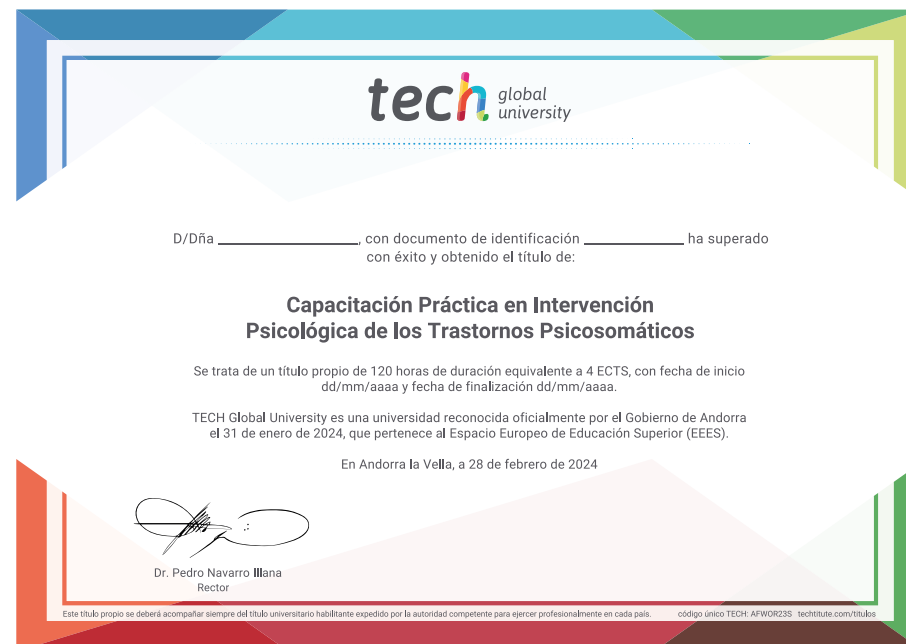 tech global university
D/Dña ____________________, con documento de identificación ______________ ha superado
con éxito y obtenido el título de:
Capacitación Práctica en Intervención
Psicológica de los Trastornos Psicosomáticos
Se trata de un título propio de 120 horas de duración equivalente a 4 ECTS, con fecha de inicio
dd/mm/aaaa y fecha de finalización dd/mm/aaaa.
TECH Global University es una universidad reconocida oficialmente por el Gobierno de Andorra
el 31 de enero de 2024, que pertenece al Espacio Europeo de Educación Superior (EEES).
En Andorra la Vella, a 28 de febrero de 2024
Dr. Pedro Navarro Illana
Rector
Este título propio se deberá acompañar siempre del título universitario habilitante expedido por la autoridad competente para ejercer profesionalmente en cada país. código único TECH: AFWOR23S techtitute.com/titulos